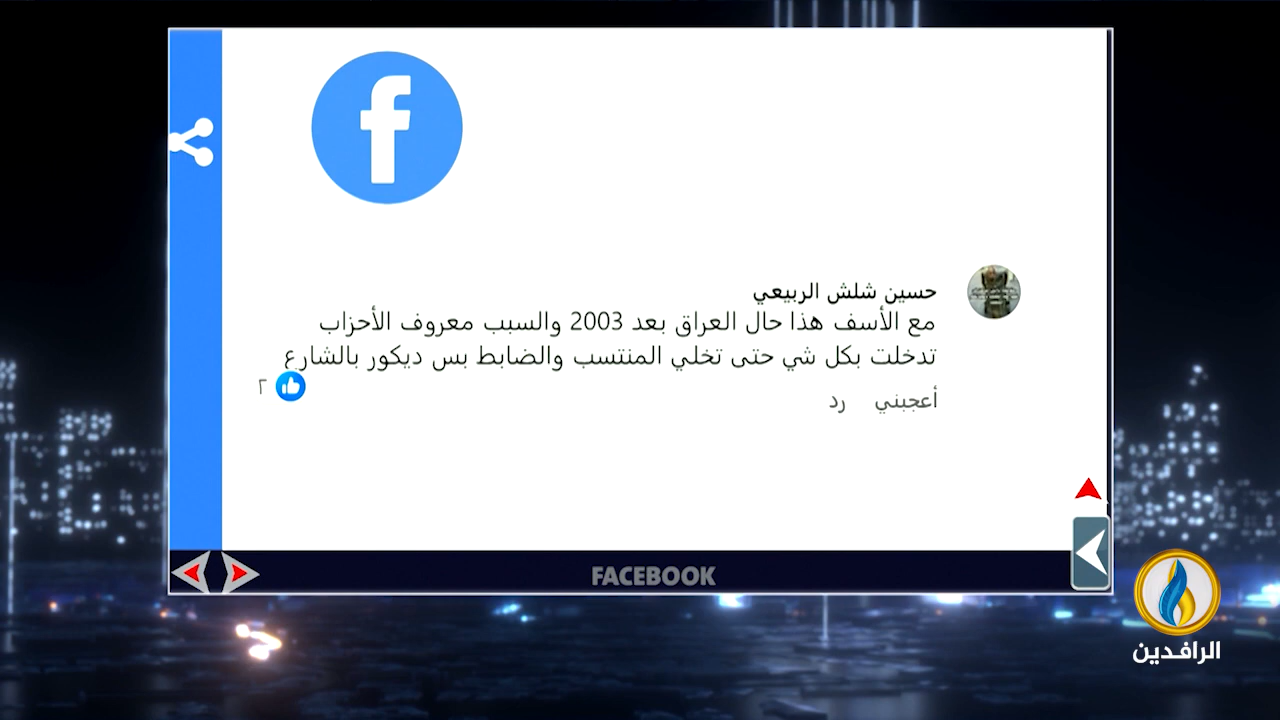 حسين شلش الربيعي
مع الأسف هذا حال العراق بعد 2003 والسبب معروف الأحزاب
تدخلت بكل شي حتى تخلي المنتسب والضابط بس ديكور بالشارع
٢
أعجبني رد
FACEBOOK
الرافدين